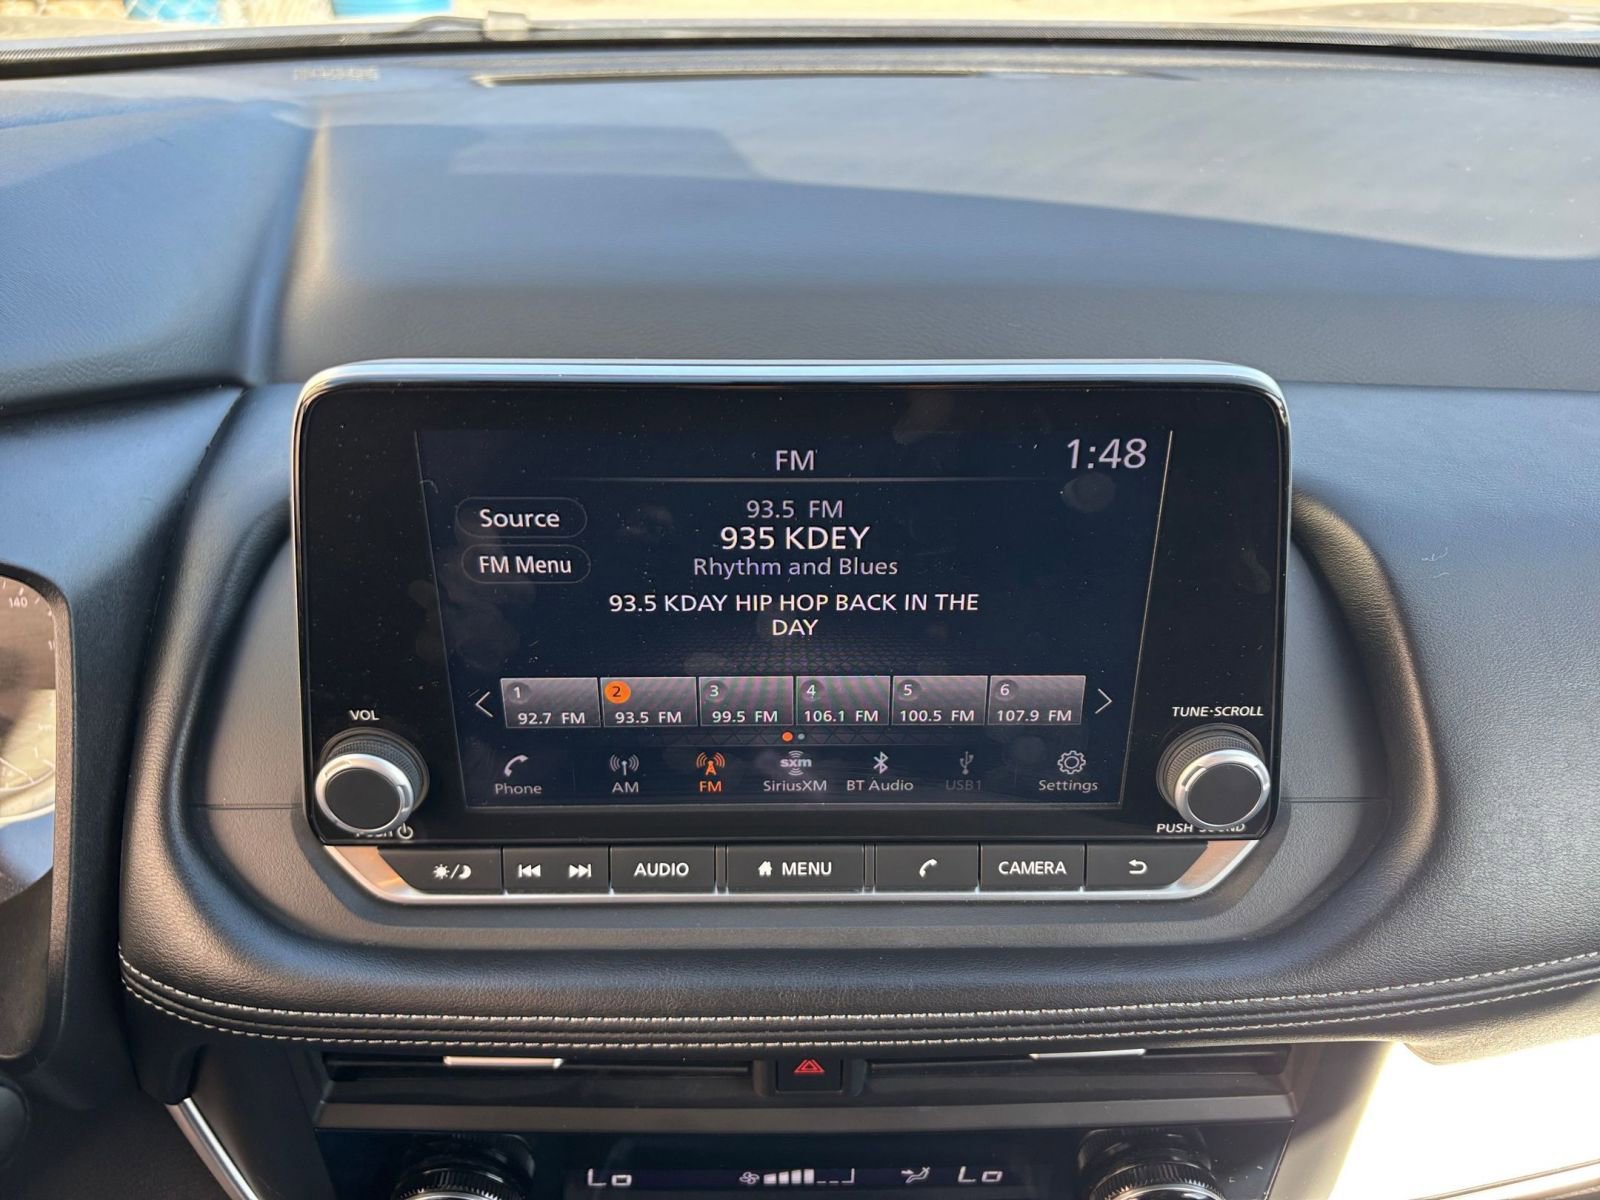 FM
1:48
93.5 FM
Source
935 KDEY
FM Menu
Rhythm and Blues
93.5 KDAY HIP HOP BACK IN THE
DAY
140
1 2 3 4 5 6
92.7 FM 93.5 FM 99.5 FM 106.1 FM 100.5 FM 107.9 FM
VOL
TUNE·SCROLL
sxm
Phone AM FM SiriusXM BT Audio USB1 Settings
PUSH
PUSH SOUND
AUDIO MENU CAMERA
Lo Lo